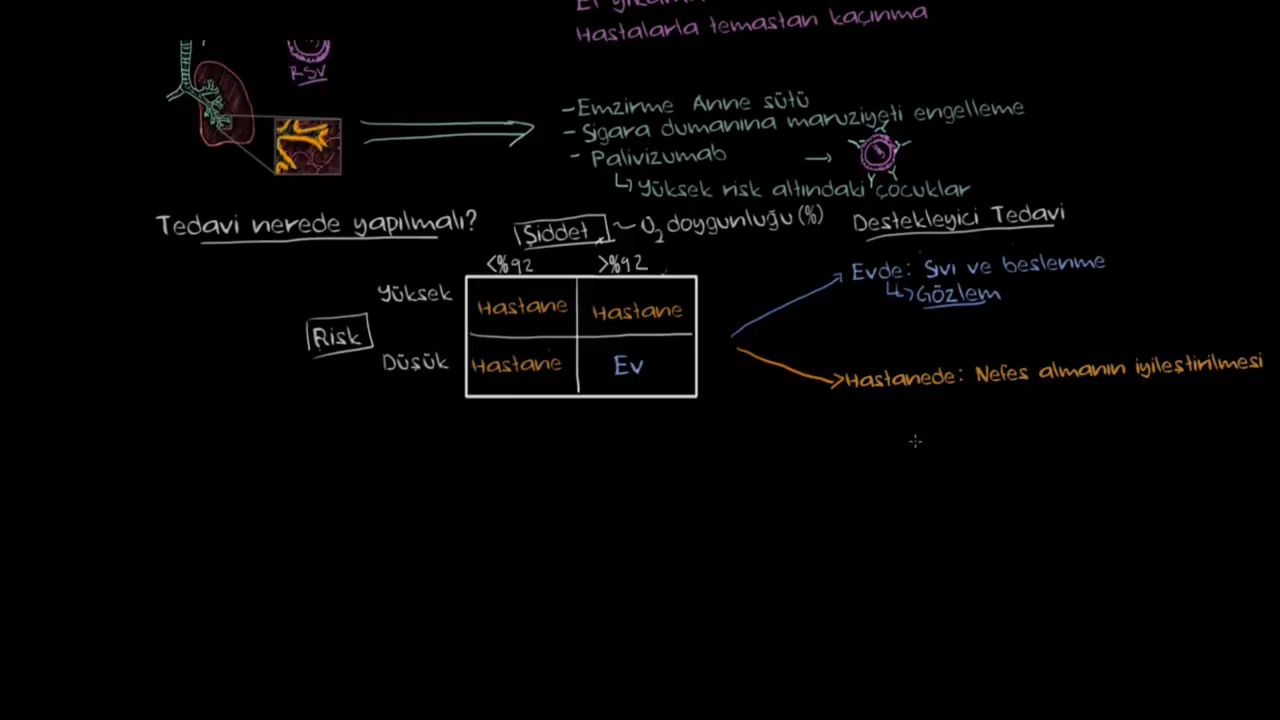 El yıkama
Hastalarla temastan kaçınma
RSV
-Emzirme Anne sütü
-Sigara dumanına maruziyeti engelleme
- Palivizumab →
↳ Yüksek risk altındaki çocuklar
Tedavi nerede yapılmalı?
Şiddet ~ O2 doygunluğu (%)
Destekleyici Tedavi
<%92 >%92
Yüksek Hastane Hastane
Risk
Düşük Hastane Ev
Evde: Sıvı ve beslenme
↳ Gözlem
Hastanede: Nefes almanın iyileştirilmesi